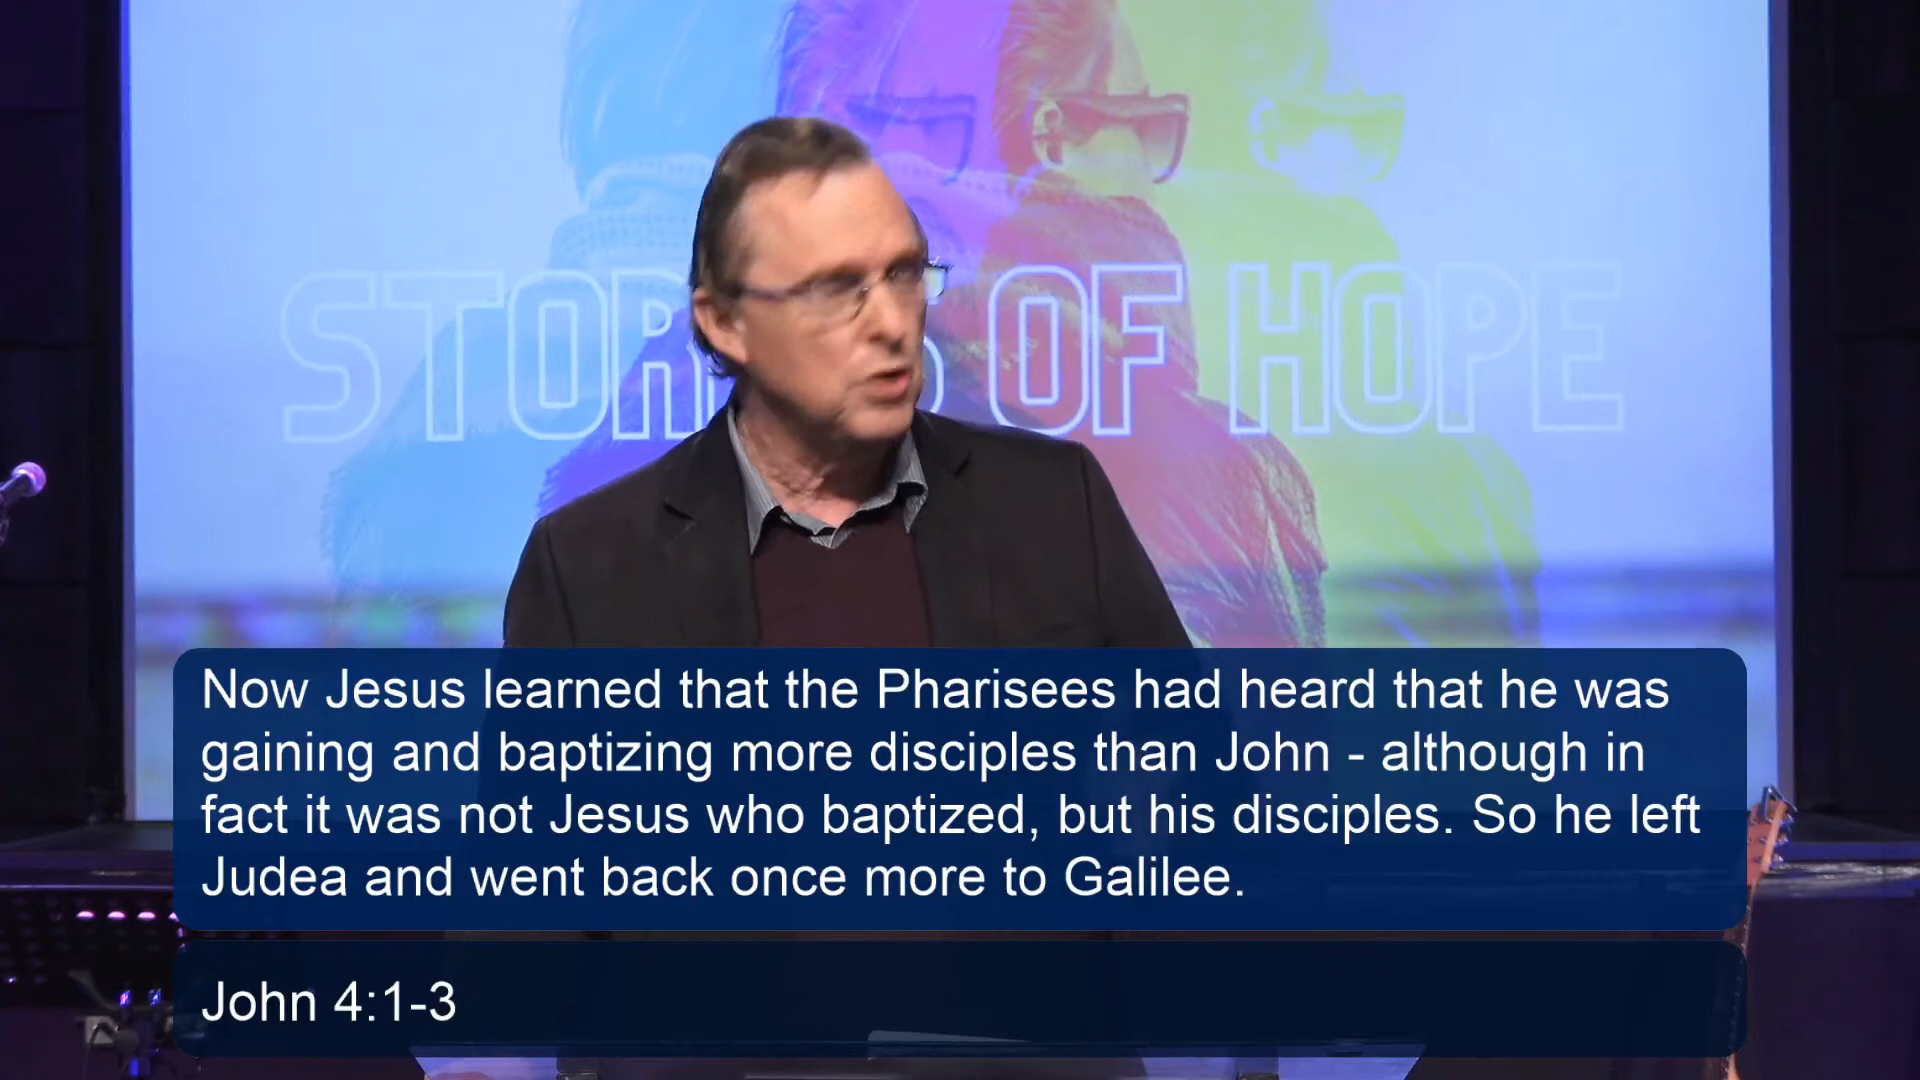 STORIES OF HOPE
Now Jesus learned that the Pharisees had heard that he was
gaining and baptizing more disciples than John - although in
fact it was not Jesus who baptized, but his disciples. So he left
Judea and went back once more to Galilee.
John 4:1-3